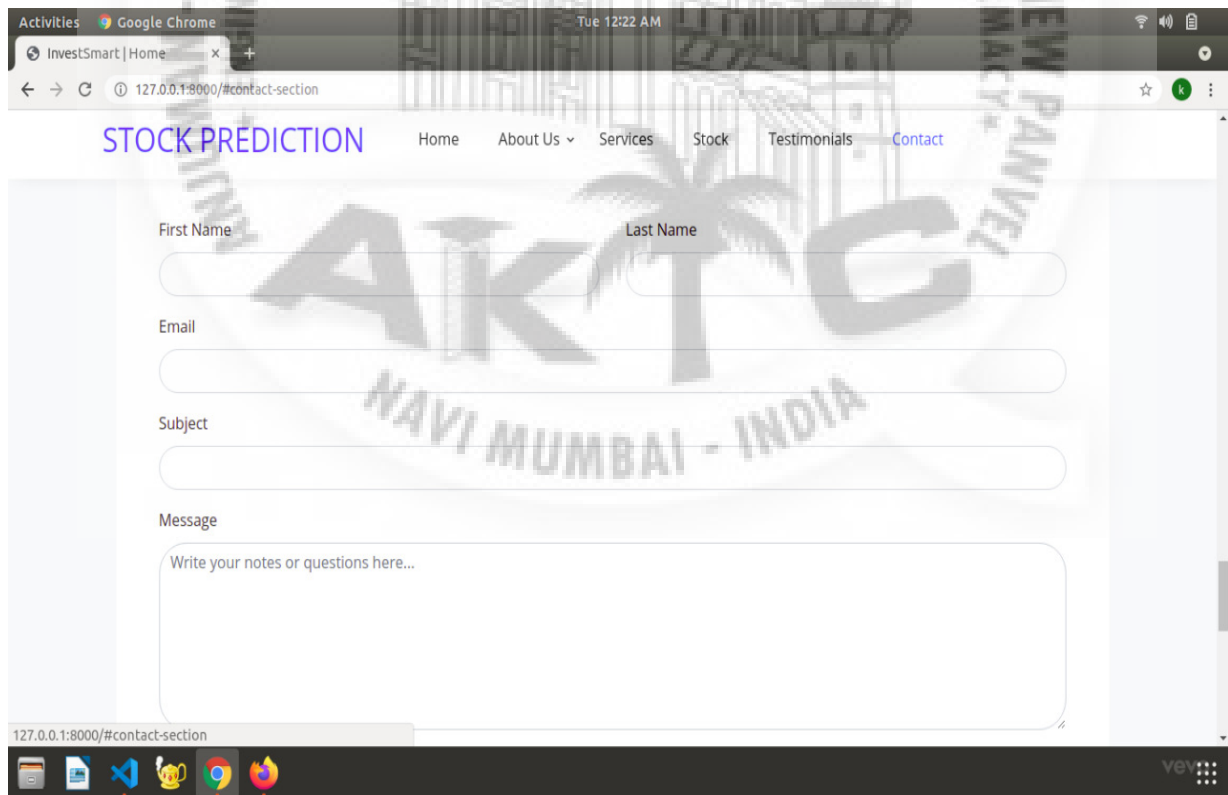 Activities Google Chrome Tue 12:22 AM
InvestSmart | Home × +
127.0.0.1:8000/#contact-section k
STOCK PREDICTION Home About Us Services Stock Testimonials Contact
First Name Last Name
Email
Subject
Message
Write your notes or questions here...
127.0.0.1:8000/#contact-section
AKTC
NAVI MUMBAI - INDIA
PANVEL
vevo